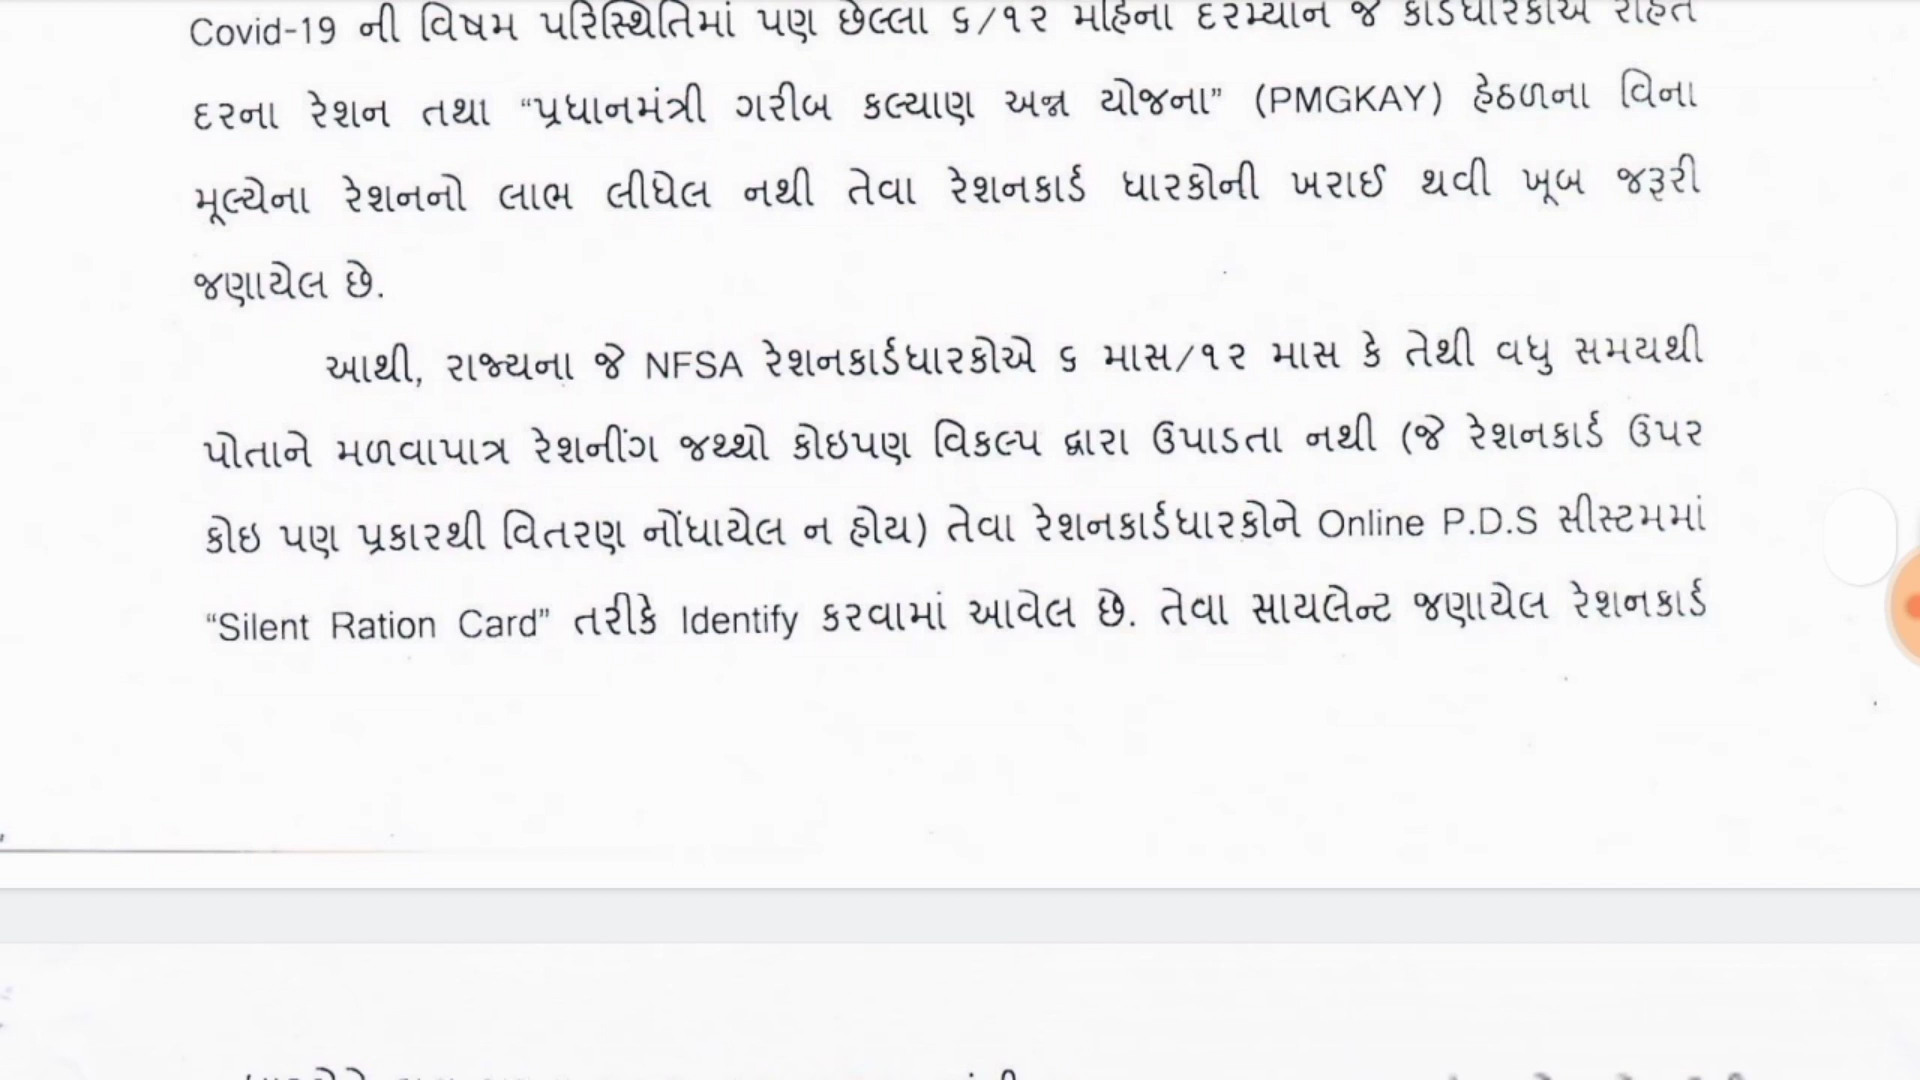 Covid-19 ની વિષમ પરિસ્થિતિમાં પણ છેલ્લા ૬/૧૨ મહિના દરમ્યાન જે કાર્ડધારકોએ રાહત
દરના રેશન તથા “પ્રધાનમંત્રી ગરીબ કલ્યાણ અન્ન યોજના” (PMGKAY) હેઠળના વિના
મૂલ્યેના રેશનનો લાભ લીધેલ નથી તેવા રેશનકાર્ડ ધારકોની ખરાઈ થવી ખૂબ જરૂરી
જણાયેલ છે.
આથી, રાજ્યના જે NFSA રેશનકાર્ડધારકોએ ૬ માસ/૧૨ માસ કે તેથી વધુ સમયથી
પોતાને મળવાપાત્ર રેશનીંગ જથ્થો કોઇપણ વિકલ્પ દ્વારા ઉપાડતા નથી (જે રેશનકાર્ડ ઉપર
કોઇ પણ પ્રકારથી વિતરણ નોંધાયેલ ન હોય) તેવા રેશનકાર્ડધારકોને Online P.D.S સીસ્ટમમાં
“Silent Ration Card” તરીકે Identify કરવામાં આવેલ છે. તેવા સાયલેન્ટ જણાયેલ રેશનકાર્ડ